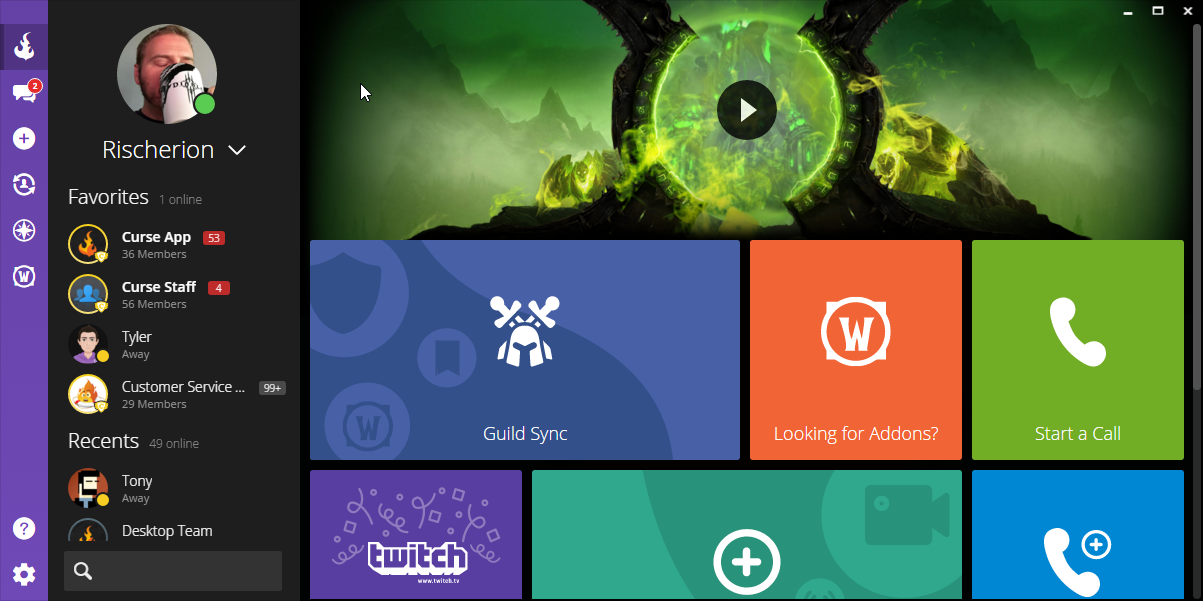 2
Rischerion
Favorites 1 online
Curse App 53
36 Members
Curse Staff 4
56 Members
Tyler
Away
Customer Service ... 99+
29 Members
Recents 49 online
Tony
Away
Desktop Team
?
W
Guild Sync
W
Looking for Addons?
Start a Call
twitch
www.twitch.tv